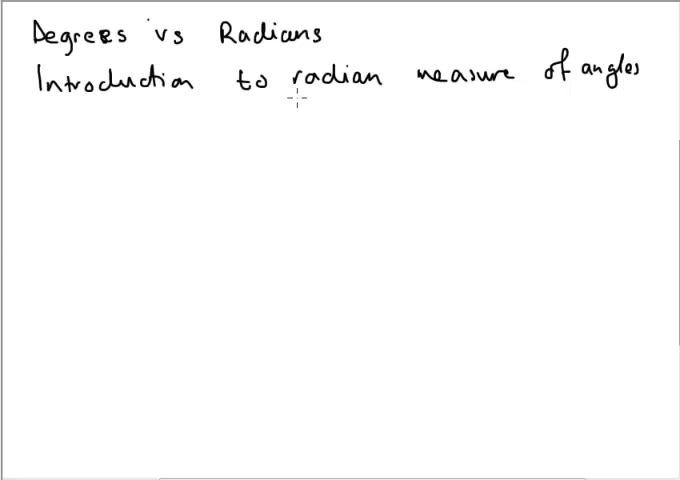 Degrees vs Radians
Introduction to radian measure of angles